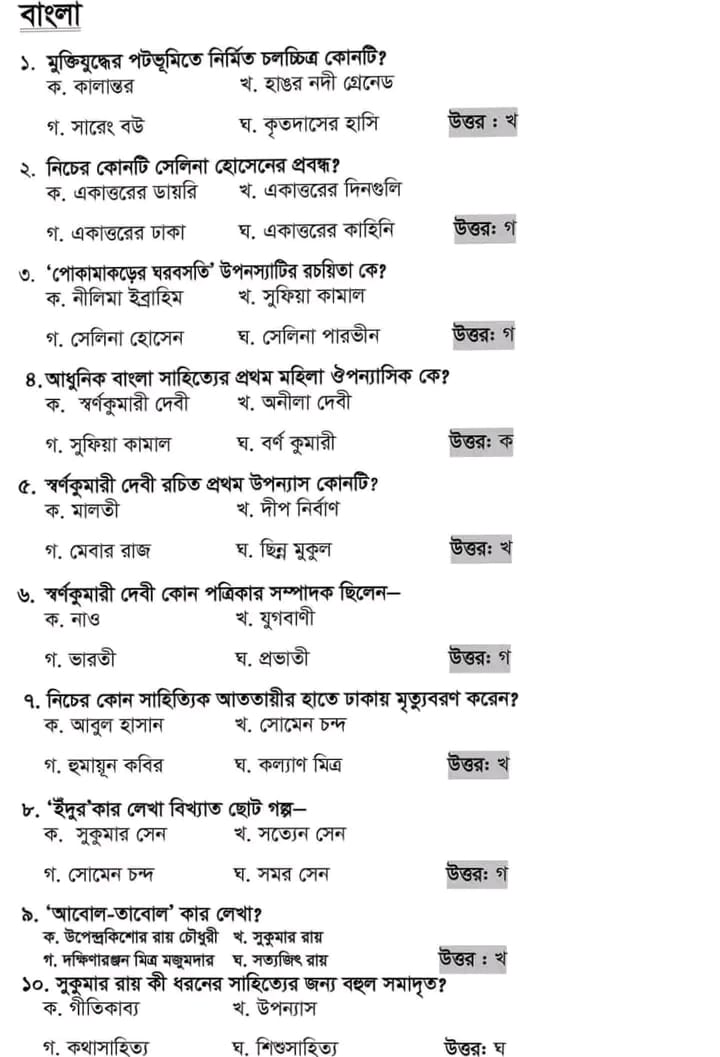 বাংলা
১. মুক্তিযুদ্ধের পটভূমিতে নির্মিত চলচ্চিত্র কোনটি?
ক. কালান্তর খ. হাঙর নদী গ্রেনেড
গ. সারেং বউ ঘ. কৃতদাসের হাসি উত্তর : খ
২. নিচের কোনটি সেলিনা হোসেনের প্রবন্ধ?
ক. একাত্তরের ডায়রি খ. একাত্তরের দিনগুলি
গ. একাত্তরের ঢাকা ঘ. একাত্তরের কাহিনি উত্তর: গ
৩. ‘পোকামাকড়ের ঘরবসতি’ উপনস্যাটির রচয়িতা কে?
ক. নীলিমা ইব্রাহিম খ. সুফিয়া কামাল
গ. সেলিনা হোসেন ঘ. সেলিনা পারভীন উত্তর: গ
৪. আধুনিক বাংলা সাহিত্যের প্রথম মহিলা ঔপন্যাসিক কে?
ক. স্বর্ণকুমারী দেবী খ. অনীলা দেবী
গ. সুফিয়া কামাল ঘ. বর্ণ কুমারী উত্তর: ক
৫. স্বর্ণকুমারী দেবী রচিত প্রথম উপন্যাস কোনটি?
ক. মালতী খ. দীপ নির্বাণ
গ. মেবার রাজ ঘ. ছিন্ন মুকুল উত্তর: খ
৬. স্বর্ণকুমারী দেবী কোন পত্রিকার সম্পাদক ছিলেন–
ক. নাও খ. যুগবাণী
গ. ভারতী ঘ. প্রভাতী উত্তর: গ
৭. নিচের কোন সাহিত্যিক আততায়ীর হাতে ঢাকায় মৃত্যুবরণ করেন?
ক. আবুল হাসান খ. সোমেন চন্দ
গ. হুমায়ূন কবির ঘ. কল্যাণ মিত্র উত্তর: খ
৮. ‘ইঁদুর’কার লেখা বিখ্যাত ছোট গল্প–
ক. সুকুমার সেন খ. সত্যেন সেন
গ. সোমেন চন্দ ঘ. সমর সেন উত্তর: গ
৯. ‘আবোল-তাবোল’ কার লেখা?
ক. উপেন্দ্রকিশোর রায় চৌধুরী খ. সুকুমার রায়
গ. দক্ষিণারঞ্জন মিত্র মজুমদার ঘ. সত্যজিৎ রায় উত্তর : খ
১০. সুকুমার রায় কী ধরনের সাহিত্যের জন্য বহুল সমাদৃত?
ক. গীতিকাব্য খ. উপন্যাস
গ. কথাসাহিত্য ঘ. শিশুসাহিত্য উত্তর: ঘ